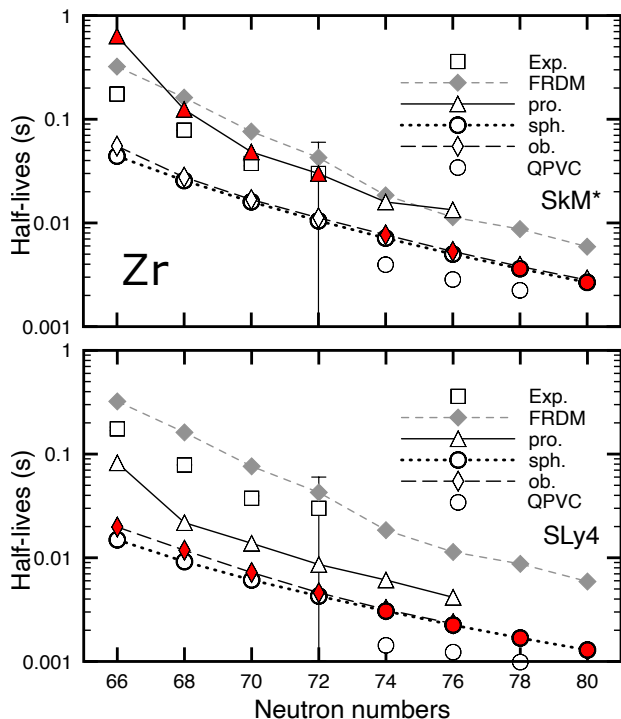 1
0.1
0.01
0.001
Half-lives (s)
Exp.
FRDM
pro.
sph.
ob.
QPVC
SkM*
Zr
1
0.1
0.01
0.001
Half-lives (s)
Exp.
FRDM
pro.
sph.
ob.
QPVC
SLy4
66 68 70 72 74 76 78 80
Neutron numbers